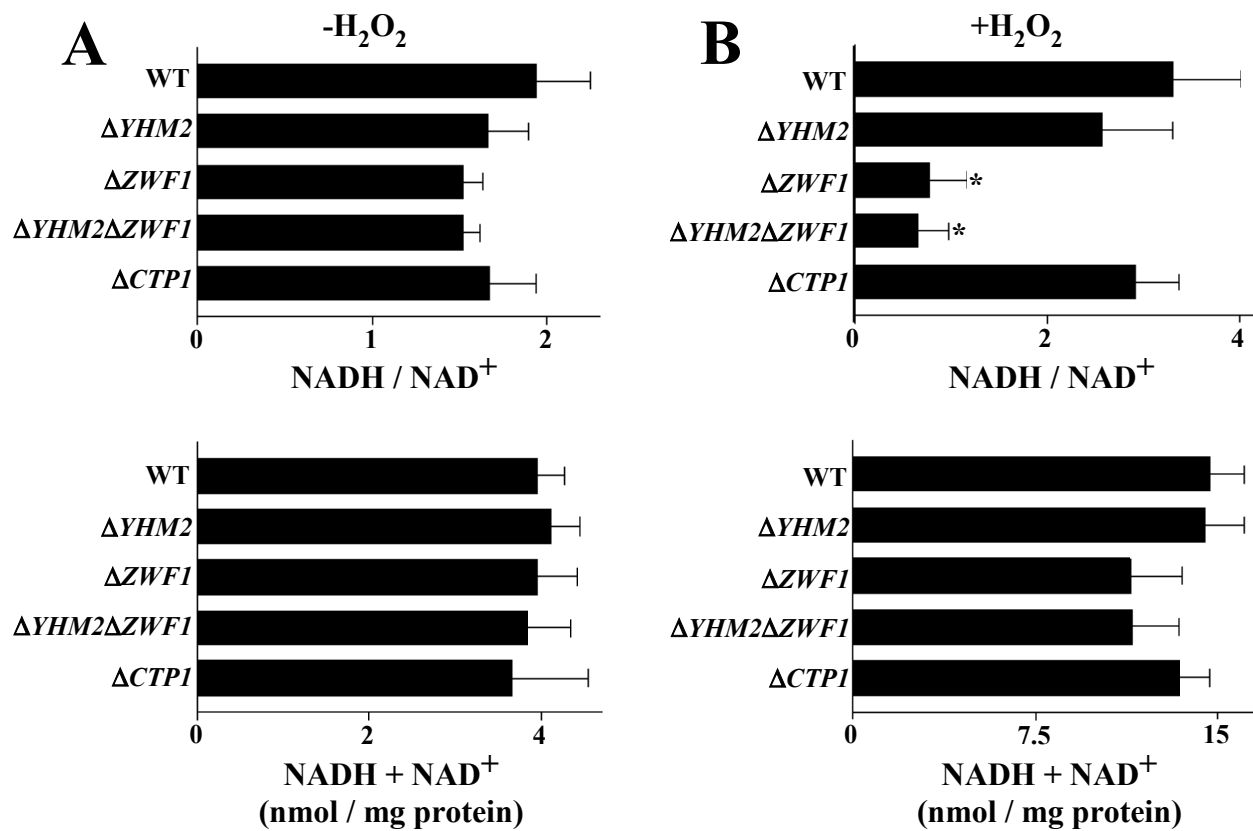 A
-H₂O₂
WT
ΔYHM2
ΔZWF1
ΔYHM2ΔZWF1
ΔCTP1
0 1 2
NADH / NAD⁺
WT
ΔYHM2
ΔZWF1
ΔYHM2ΔZWF1
ΔCTP1
0 2 4
NADH + NAD⁺
(nmol / mg protein)
B
+H₂O₂
WT
ΔYHM2
ΔZWF1 *
ΔYHM2ΔZWF1 *
ΔCTP1
0 2 4
NADH / NAD⁺
WT
ΔYHM2
ΔZWF1
ΔYHM2ΔZWF1
ΔCTP1
0 7.5 15
NADH + NAD⁺
(nmol / mg protein)